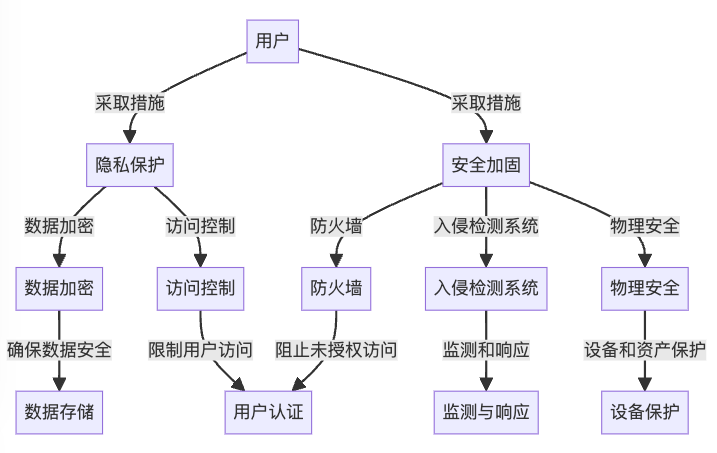 用户
采取措施
采取措施
隐私保护
安全加固
数据加密
访问控制
防火墙
入侵检测系统
物理安全
数据加密
访问控制
防火墙
入侵检测系统
物理安全
确保数据安全
限制用户访问
阻止未授权访问
监测和响应
设备和资产保护
数据存储
用户认证
监测与响应
设备保护